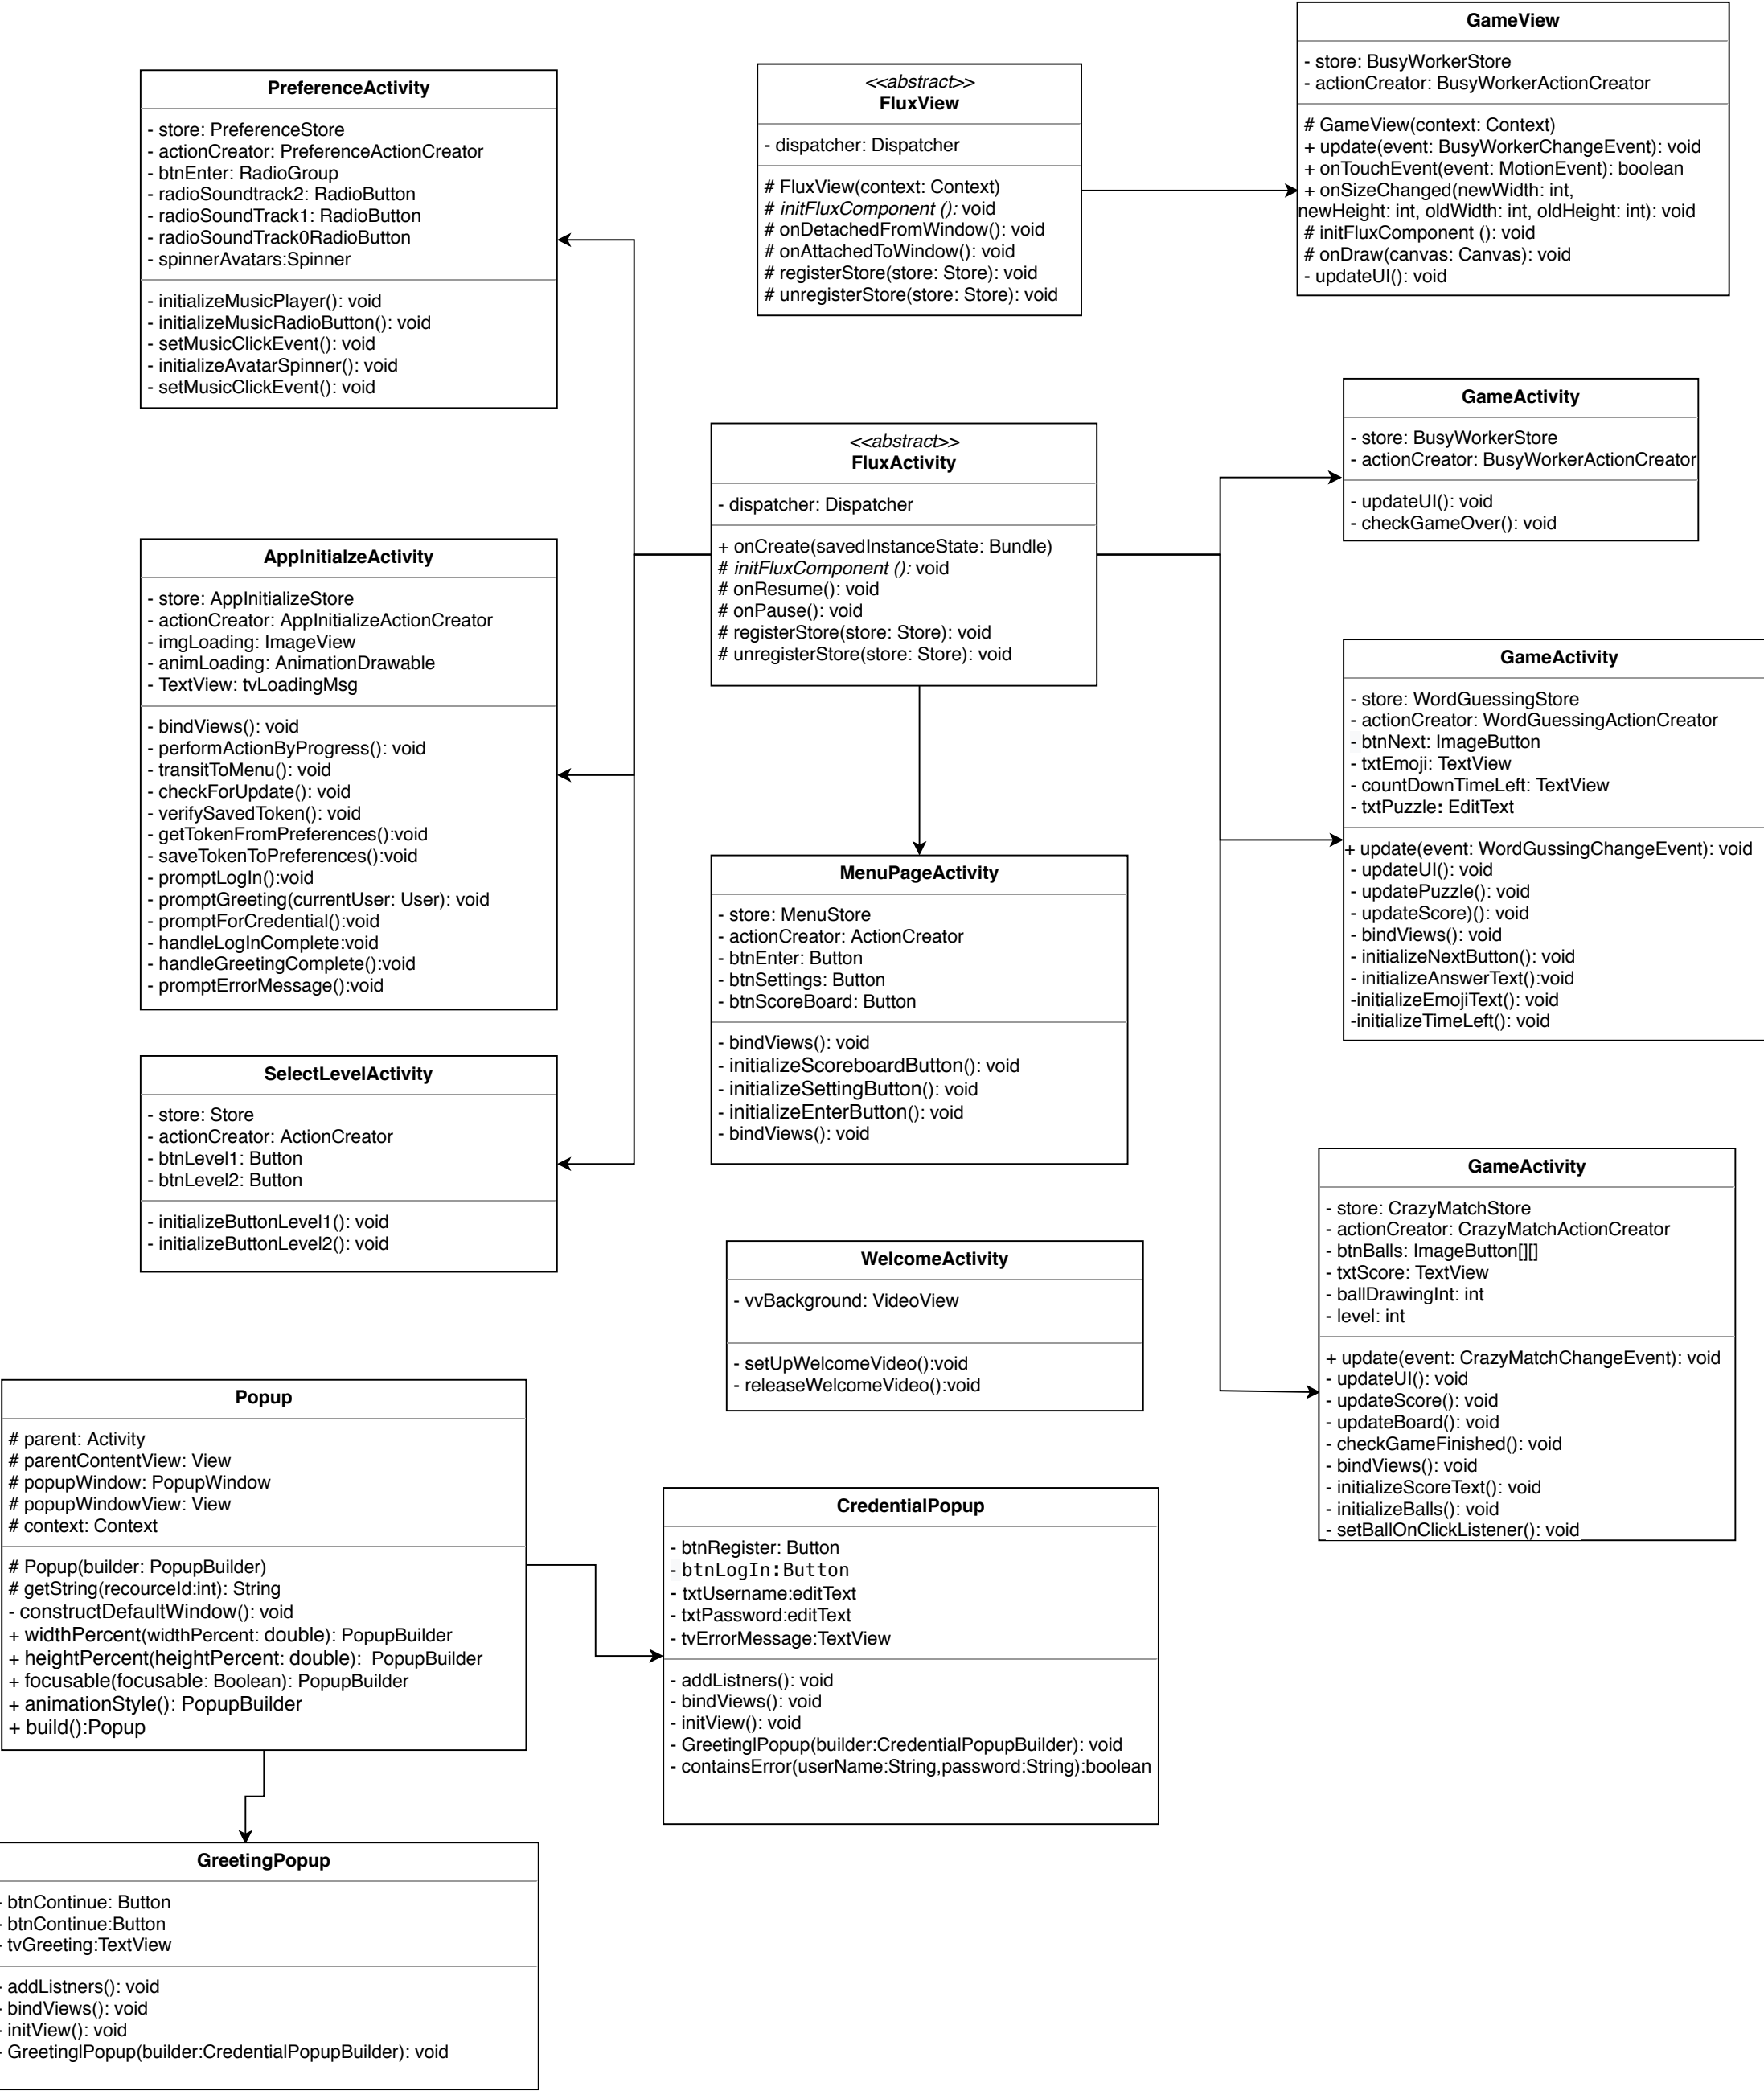 PreferenceActivity
- store: PreferenceStore
- actionCreator: PreferenceActionCreator
- btnEnter: RadioGroup
- radioSoundtrack2: RadioButton
- radioSoundTrack1: RadioButton
- radioSoundTrack0RadioButton
- spinnerAvatars:Spinner
- initializeMusicPlayer(): void
- initializeMusicRadioButton(): void
- setMusicClickEvent(): void
- initializeAvatarSpinner(): void
- setMusicClickEvent(): void
<<abstract>>
FluxView
- dispatcher: Dispatcher
# FluxView(context: Context)
# initFluxComponent (): void
# onDetachedFromWindow(): void
# onAttachedToWindow(): void
# registerStore(store: Store): void
# unregisterStore(store: Store): void
GameView
- store: BusyWorkerStore
- actionCreator: BusyWorkerActionCreator
# GameView(context: Context)
+ update(event: BusyWorkerChangeEvent): void
+ onTouchEvent(event: MotionEvent): boolean
+ onSizeChanged(newWidth: int,
newHeight: int, oldWidth: int, oldHeight: int): void
# initFluxComponent (): void
# onDraw(canvas: Canvas): void
- updateUI(): void
<<abstract>>
FluxActivity
- dispatcher: Dispatcher
+ onCreate(savedInstanceState: Bundle)
# initFluxComponent (): void
# onResume(): void
# onPause(): void
# registerStore(store: Store): void
# unregisterStore(store: Store): void
GameActivity
- store: BusyWorkerStore
- actionCreator: BusyWorkerActionCreator
- updateUI(): void
- checkGameOver(): void
AppInitialzeActivity
- store: AppInitializeStore
- actionCreator: AppInitializeActionCreator
- imgLoading: ImageView
- animLoading: AnimationDrawable
- TextView: tvLoadingMsg
- bindViews(): void
- performActionByProgress(): void
- transitToMenu(): void
- checkForUpdate(): void
- verifySavedToken(): void
- getTokenFromPreferences():void
- saveTokenToPreferences():void
- promptLogIn():void
- promptGreeting(currentUser: User): void
- promptForCredential():void
- handleLogInComplete:void
- handleGreetingComplete():void
- promptErrorMessage():void
GameActivity
- store: WordGuessingStore
- actionCreator: WordGuessingActionCreator
- btnNext: ImageButton
- txtEmoji: TextView
- countDownTimeLeft: TextView
- txtPuzzle: EditText
+ update(event: WordGussingChangeEvent): void
- updateUI(): void
- updatePuzzle(): void
- updateScore)(): void
- bindViews(): void
- initializeNextButton(): void
- initializeAnswerText():void
-initializeEmojiText(): void
-initializeTimeLeft(): void
MenuPageActivity
- store: MenuStore
- actionCreator: ActionCreator
- btnEnter: Button
- btnSettings: Button
- btnScoreBoard: Button
- bindViews(): void
- initializeScoreboardButton(): void
- initializeSettingButton(): void
- initializeEnterButton(): void
- bindViews(): void
SelectLevelActivity
- store: Store
- actionCreator: ActionCreator
- btnLevel1: Button
- btnLevel2: Button
- initializeButtonLevel1(): void
- initializeButtonLevel2(): void
GameActivity
- store: CrazyMatchStore
- actionCreator: CrazyMatchActionCreator
- btnBalls: ImageButton[][]
- txtScore: TextView
- ballDrawingInt: int
- level: int
+ update(event: CrazyMatchChangeEvent): void
- updateUI(): void
- updateScore(): void
- updateBoard(): void
- checkGameFinished(): void
- bindViews(): void
- initializeScoreText(): void
- initializeBalls(): void
- setBallOnClickListener(): void
WelcomeActivity
- vvBackground: VideoView
- setUpWelcomeVideo():void
- releaseWelcomeVideo():void
Popup
# parent: Activity
# parentContentView: View
# popupWindow: PopupWindow
# popupWindowView: View
# context: Context
# Popup(builder: PopupBuilder)
# getString(recourceId:int): String
- constructDefaultWindow(): void
+ widthPercent(widthPercent: double): PopupBuilder
+ heightPercent(heightPercent: double):  PopupBuilder
+ focusable(focusable: Boolean): PopupBuilder
+ animationStyle(): PopupBuilder
+ build():Popup
CredentialPopup
- btnRegister: Button
- btnLogIn:Button
- txtUsername:editText
- txtPassword:editText
- tvErrorMessage:TextView
- addListners(): void
- bindViews(): void
- initView(): void
- GreetinglPopup(builder:CredentialPopupBuilder): void
- containsError(userName:String,password:String):boolean
GreetingPopup
- btnContinue: Button
- btnContinue:Button
- tvGreeting:TextView
- addListners(): void
- bindViews(): void
- initView(): void
- GreetinglPopup(builder:CredentialPopupBuilder): void